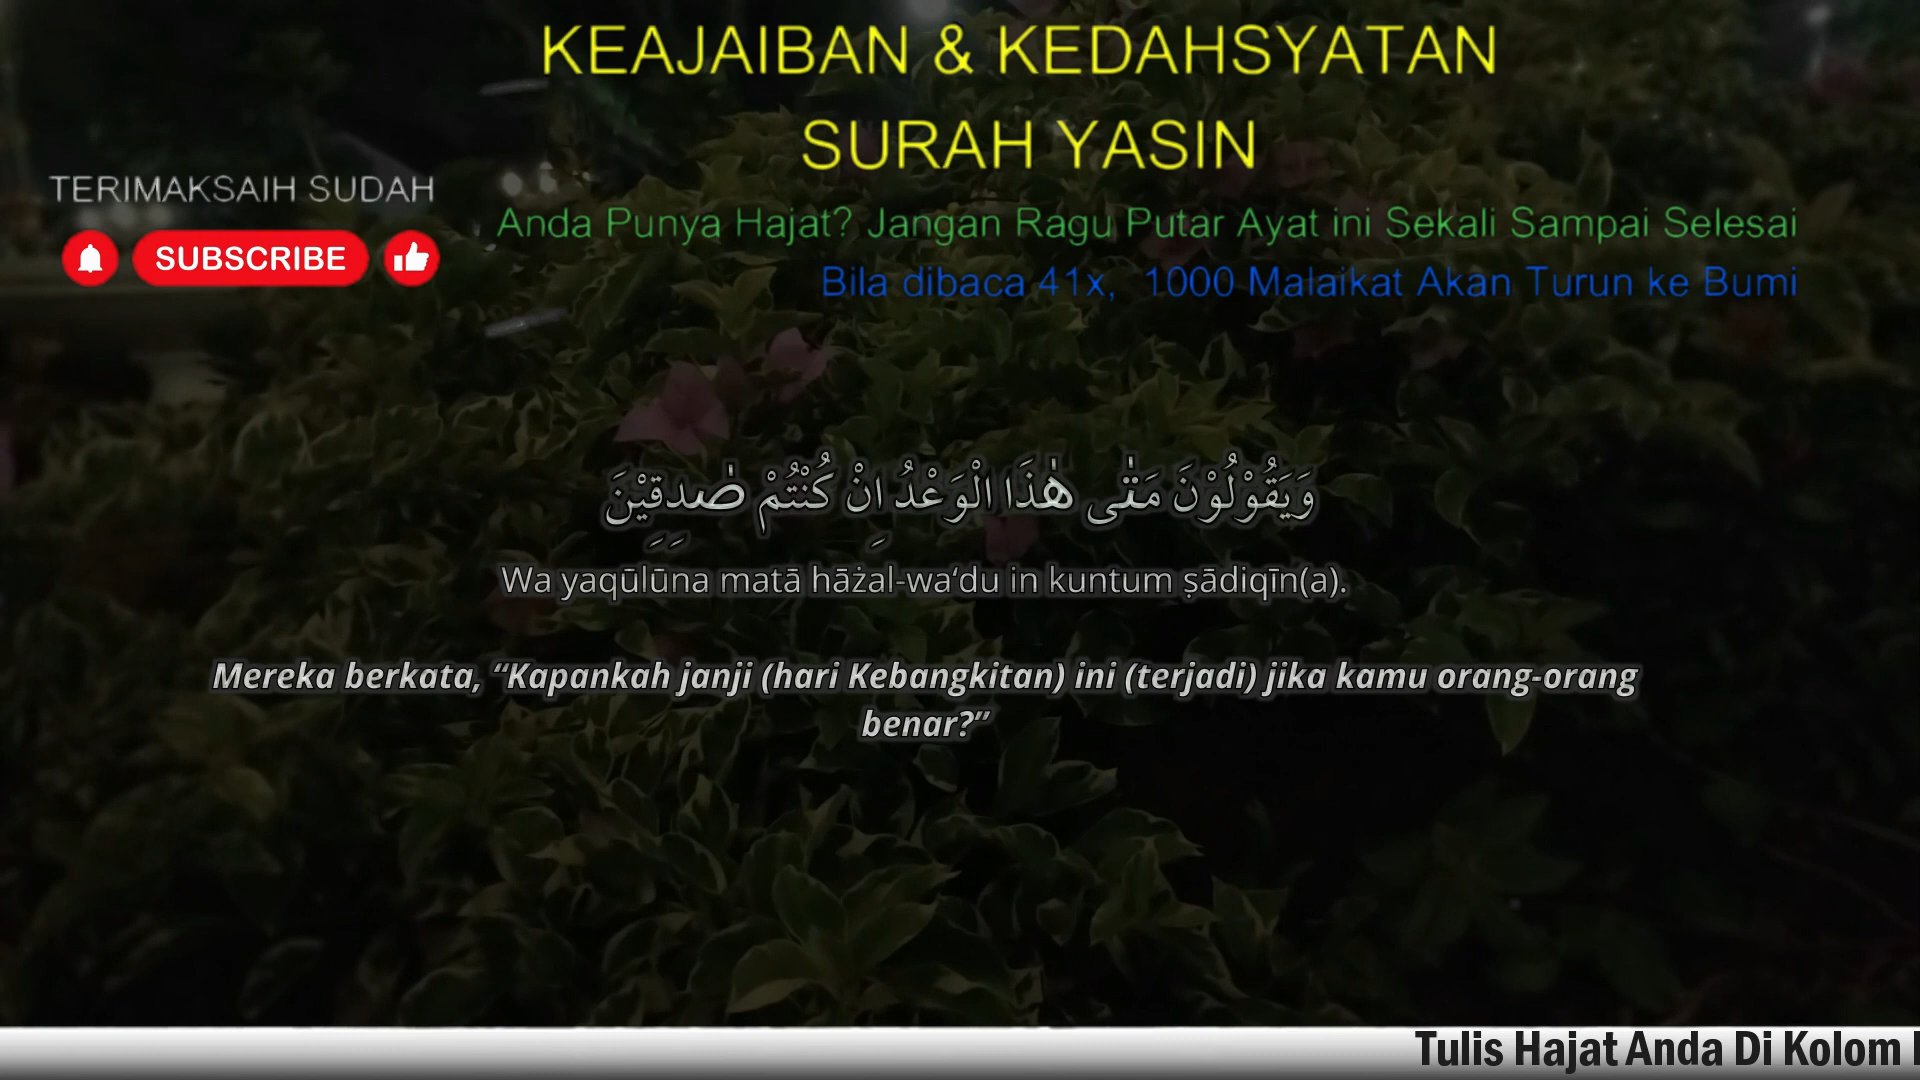 KEAJAIBAN & KEDAHSYATAN
SURAH YASIN
TERIMAKSAIH SUDAH
SUBSCRIBE
Anda Punya Hajat? Jangan Ragu Putar Ayat ini Sekali Sampai Selesai
Bila dibaca 41x, 1000 Malaikat Akan Turun ke Bumi
وَيَقُوْلُوْنَ مَتٰى هٰذَا الْوَعْدُ اِنْ كُنْتُمْ صٰدِقِيْنَ
Wa yaqūlūna matā hāżal-wa‘du in kuntum ṣādiqīn(a).
Mereka berkata, “Kapankah janji (hari Kebangkitan) ini (terjadi) jika kamu orang-orang
benar?”
Tulis Hajat Anda Di Kolom